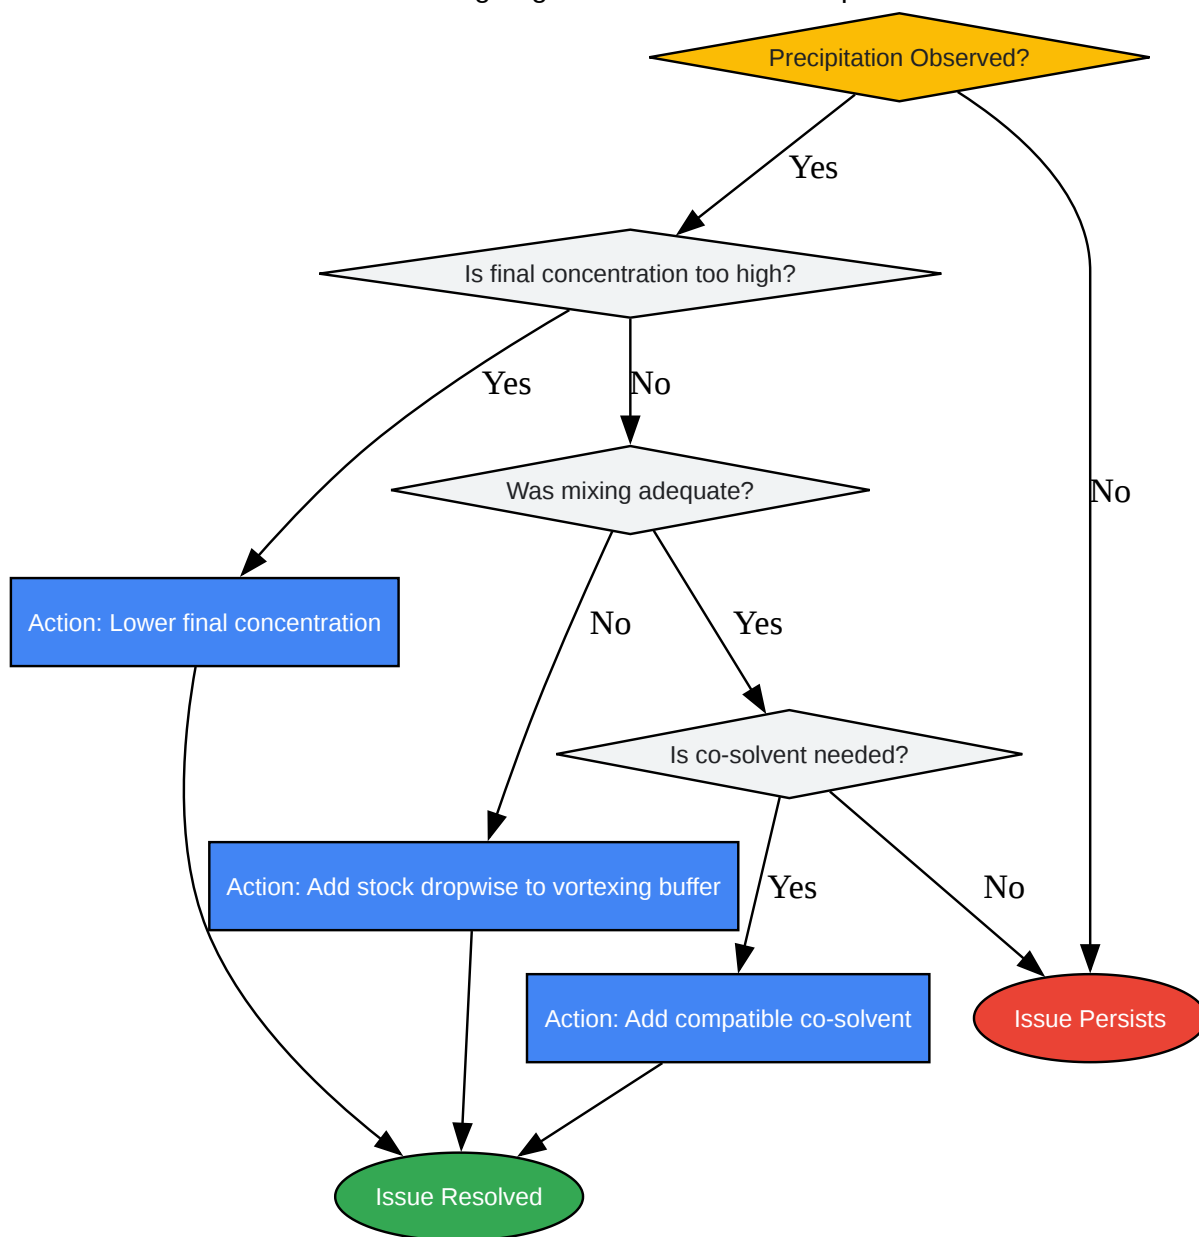 Precipitation Observed?
Yes
Is final concentration too high?
Yes
No
Was mixing adequate?
No
Action: Lower final concentration
No
Yes
Is co-solvent needed?
Action: Add stock dropwise to vortexing buffer
Yes
No
Action: Add compatible co-solvent
Issue Persists
Issue Resolved